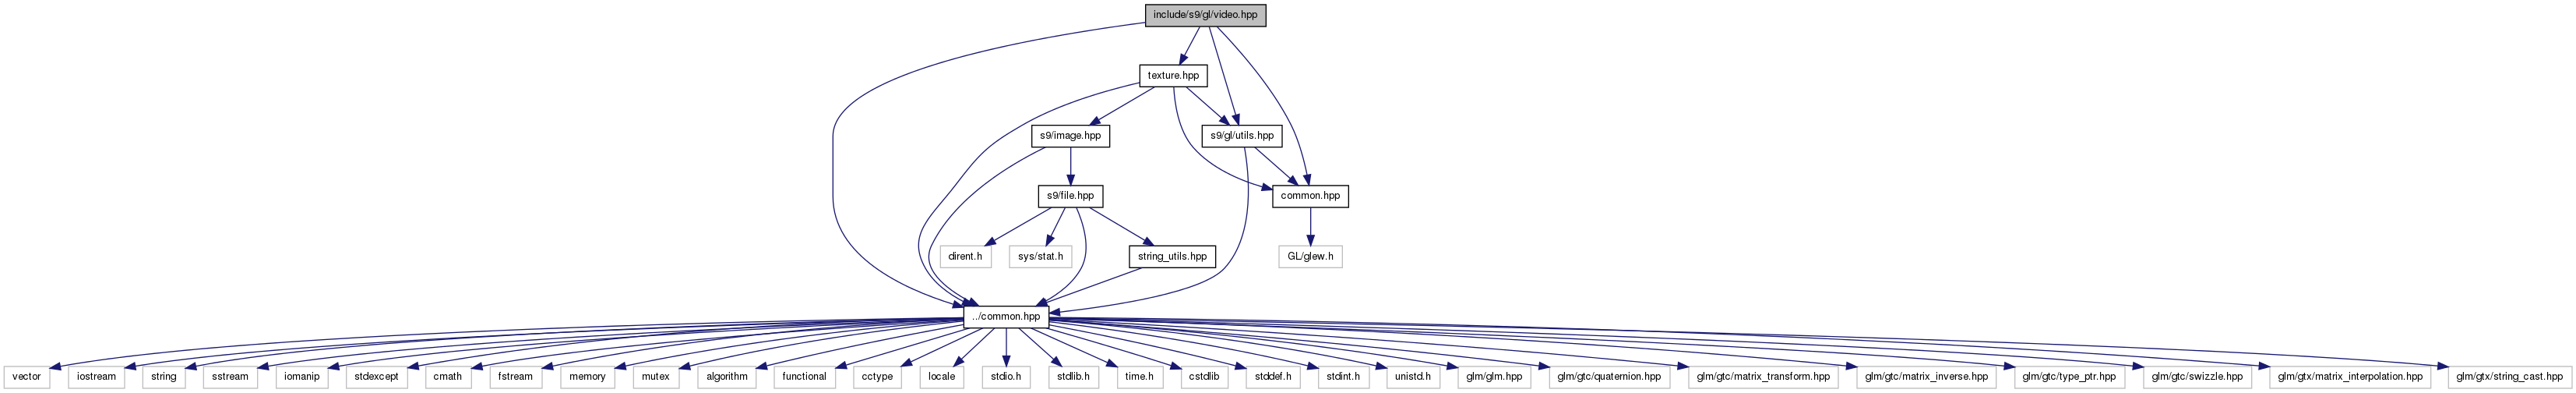 include/s9/gl/video.hpp
texture.hpp
s9/image.hpp
s9/gl/utils.hpp
s9/file.hpp
common.hpp
dirent.h
sys/stat.h
string_utils.hpp
GL/glew.h
../common.hpp
vector
iostream
string
sstream
iomanip
stdexcept
cmath
fstream
memory
mutex
algorithm
functional
cctype
locale
stdio.h
stdlib.h
time.h
cstdlib
stddef.h
stdint.h
unistd.h
glm/glm.hpp
glm/gtc/quaternion.hpp
glm/gtc/matrix_transform.hpp
glm/gtc/matrix_inverse.hpp
glm/gtc/type_ptr.hpp
glm/gtc/swizzle.hpp
glm/gtx/matrix_interpolation.hpp
glm/gtx/string_cast.hpp